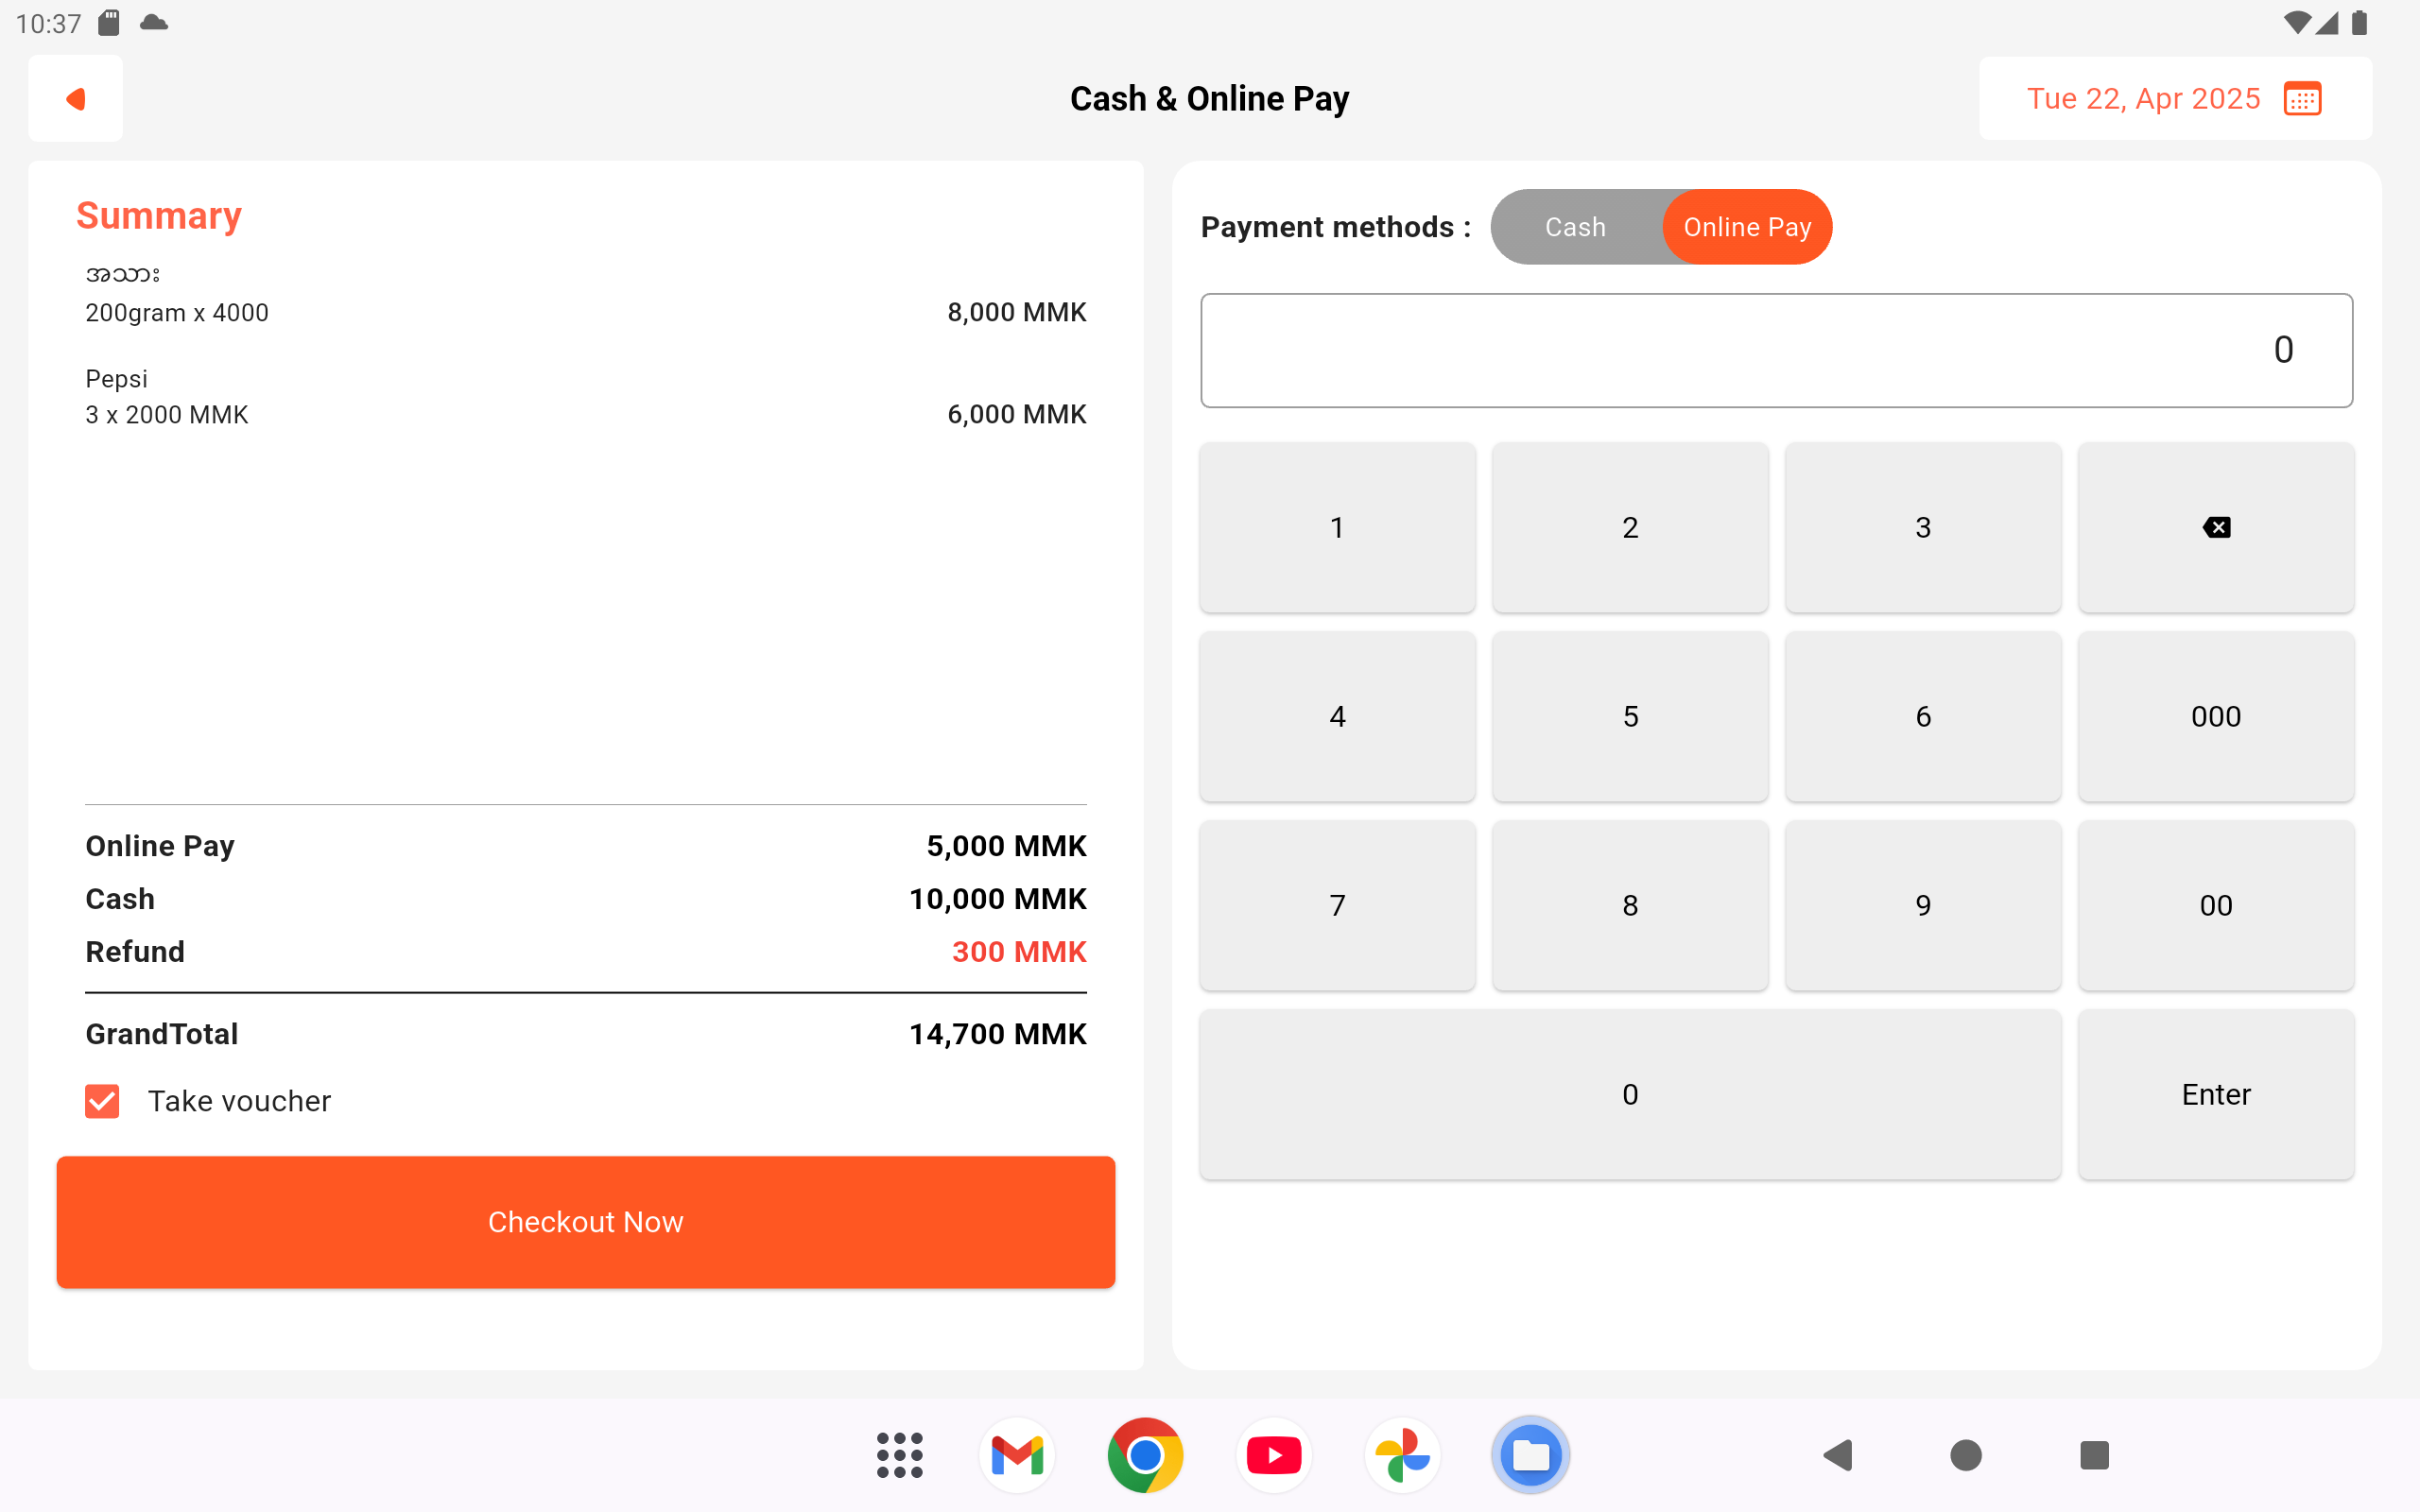 10:37
Cash & Online Pay
Tue 22, Apr 2025
Summary
အသား
200gram x 4000 8,000 MMK
Pepsi
3 x 2000 MMK 6,000 MMK
Online Pay 5,000 MMK
Cash 10,000 MMK
Refund 300 MMK
GrandTotal 14,700 MMK
Take voucher
Checkout Now
Payment methods : Cash Online Pay
0
1 2 3
4 5 6 000
7 8 9 00
0 Enter